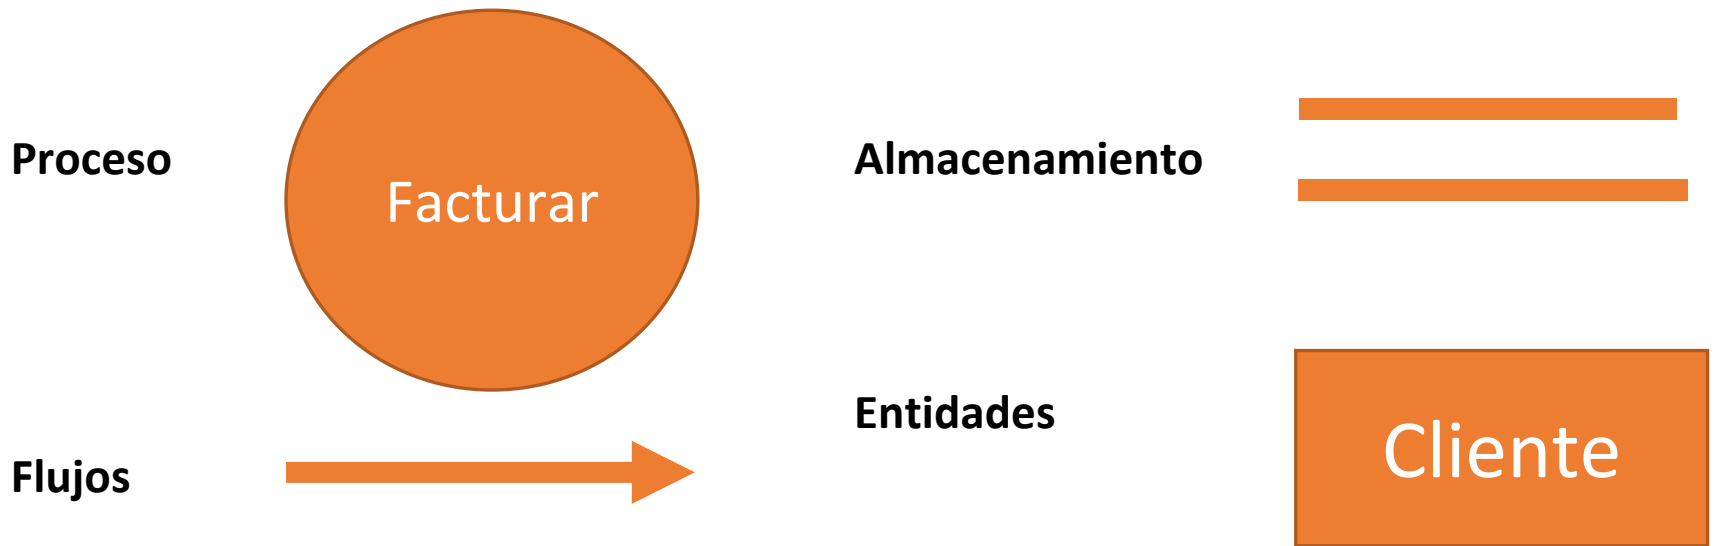 Proceso
Facturar
Flujos
Almacenamiento
Entidades
Cliente